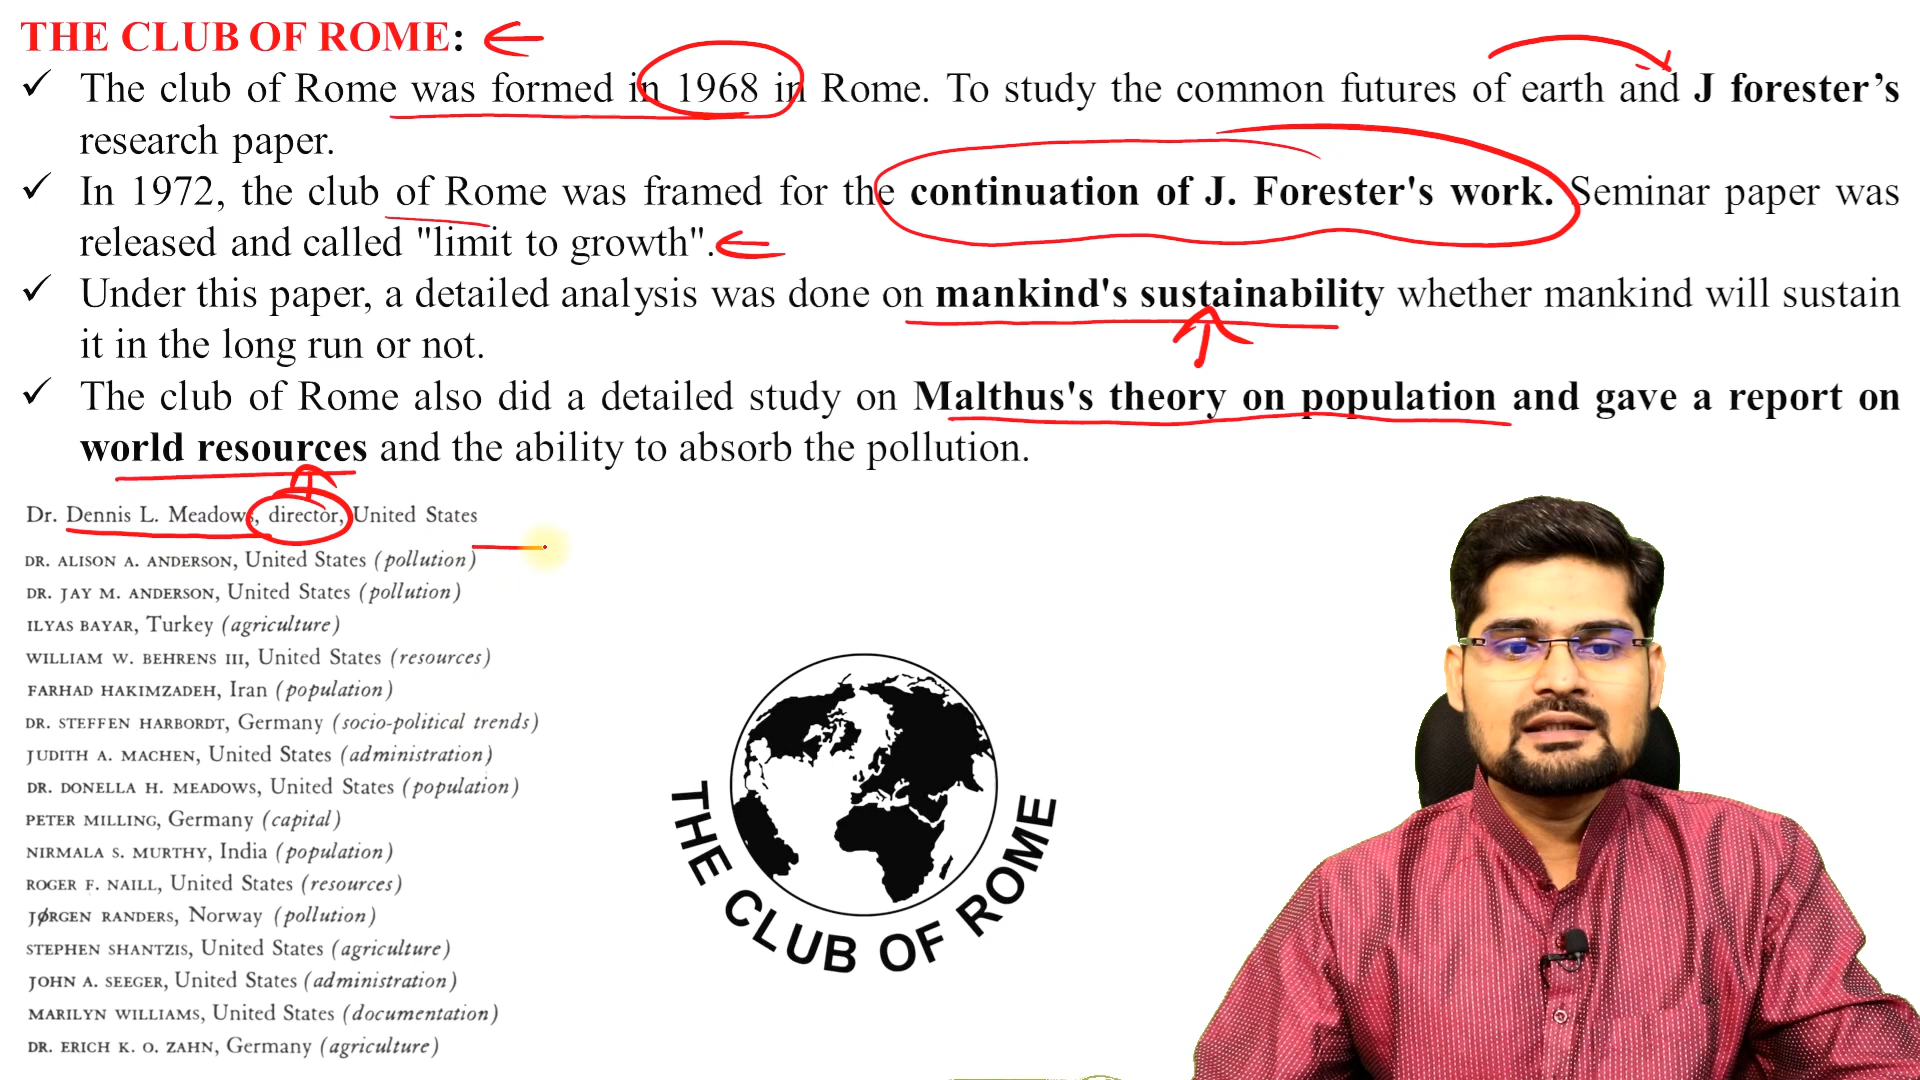 THE CLUB OF ROME:
✓ The club of Rome was formed in 1968 in Rome. To study the common futures of earth and J forester’s
research paper.
✓ In 1972, the club of Rome was framed for the continuation of J. Forester's work. Seminar paper was
released and called "limit to growth".
✓ Under this paper, a detailed analysis was done on mankind's sustainability whether mankind will sustain
it in the long run or not.
✓ The club of Rome also did a detailed study on Malthus's theory on population and gave a report on
world resources and the ability to absorb the pollution.
Dr. Dennis L. Meadows, director, United States
DR. ALISON A. ANDERSON, United States (pollution)
DR. JAY M. ANDERSON, United States (pollution)
ILYAS BAYAR, Turkey (agriculture)
WILLIAM W. BEHRENS III, United States (resources)
FARHAD HAKIMZADEH, Iran (population)
DR. STEFFEN HARBORDT, Germany (socio-political trends)
JUDITH A. MACHEN, United States (administration)
DR. DONELLA H. MEADOWS, United States (population)
PETER MILLING, Germany (capital)
NIRMALA S. MURTHY, India (population)
ROGER F. NAILL, United States (resources)
JØRGEN RANDERS, Norway (pollution)
STEPHEN SHANTZIS, United States (agriculture)
JOHN A. SEEGER, United States (administration)
MARILYN WILLIAMS, United States (documentation)
DR. ERICH K. O. ZAHN, Germany (agriculture)
THE CLUB OF ROME